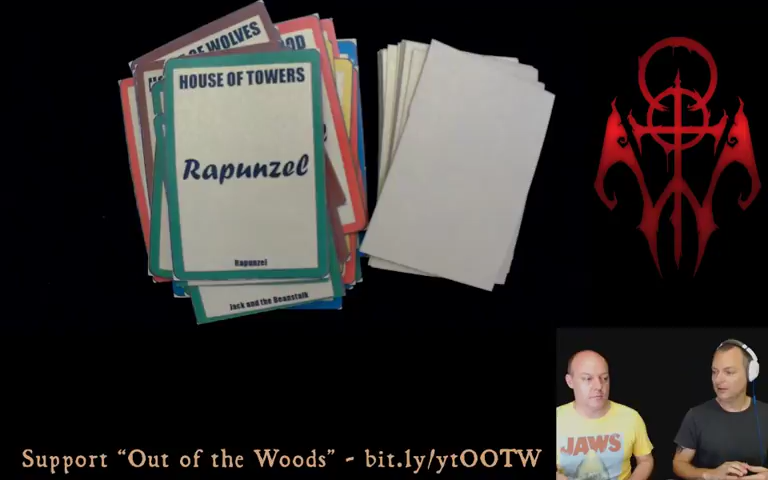 OF WOLVES
HOUSE OF TOWERS
Rapunzel
Rapunzel
Jack and the Beanstalk
JAWS
Support “Out of the Woods” - bit.ly/ytOOTW